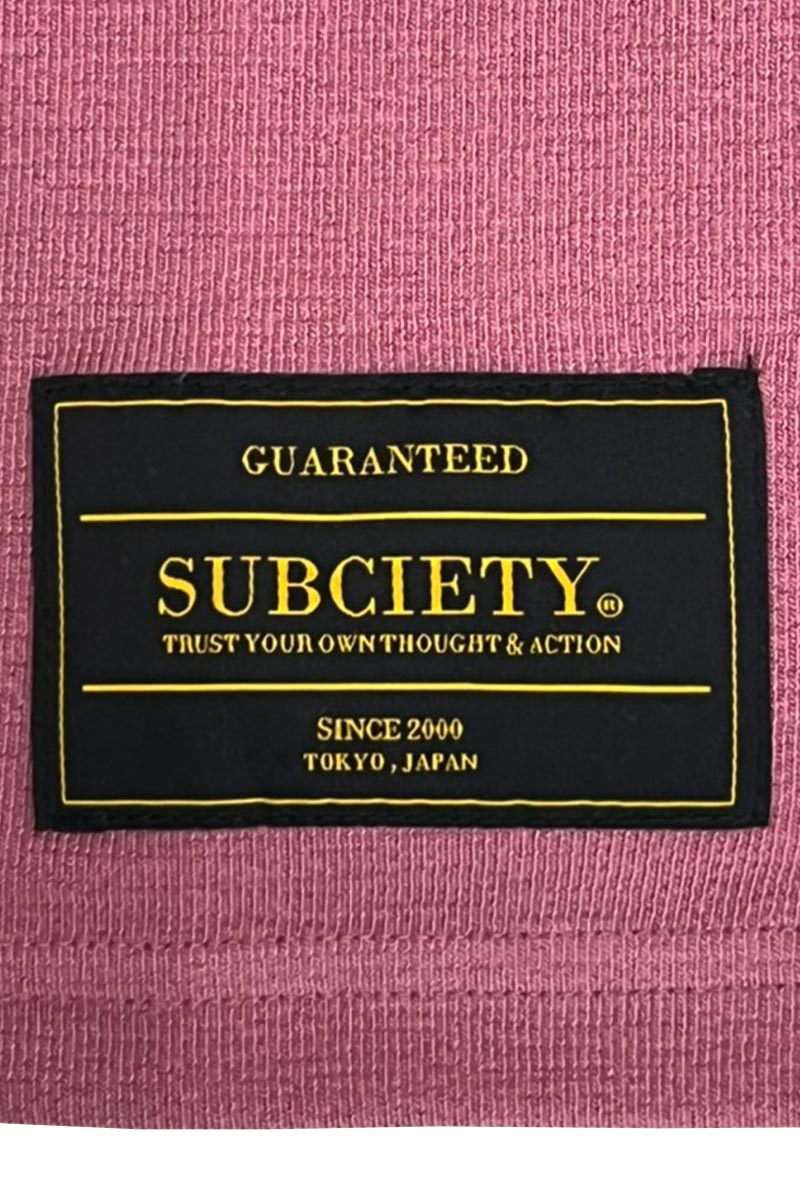 GUARANTEED
SUBCIETY®
TRUST YOUR OWN THOUGHT & ACTION
SINCE 2000
TOKYO , JAPAN